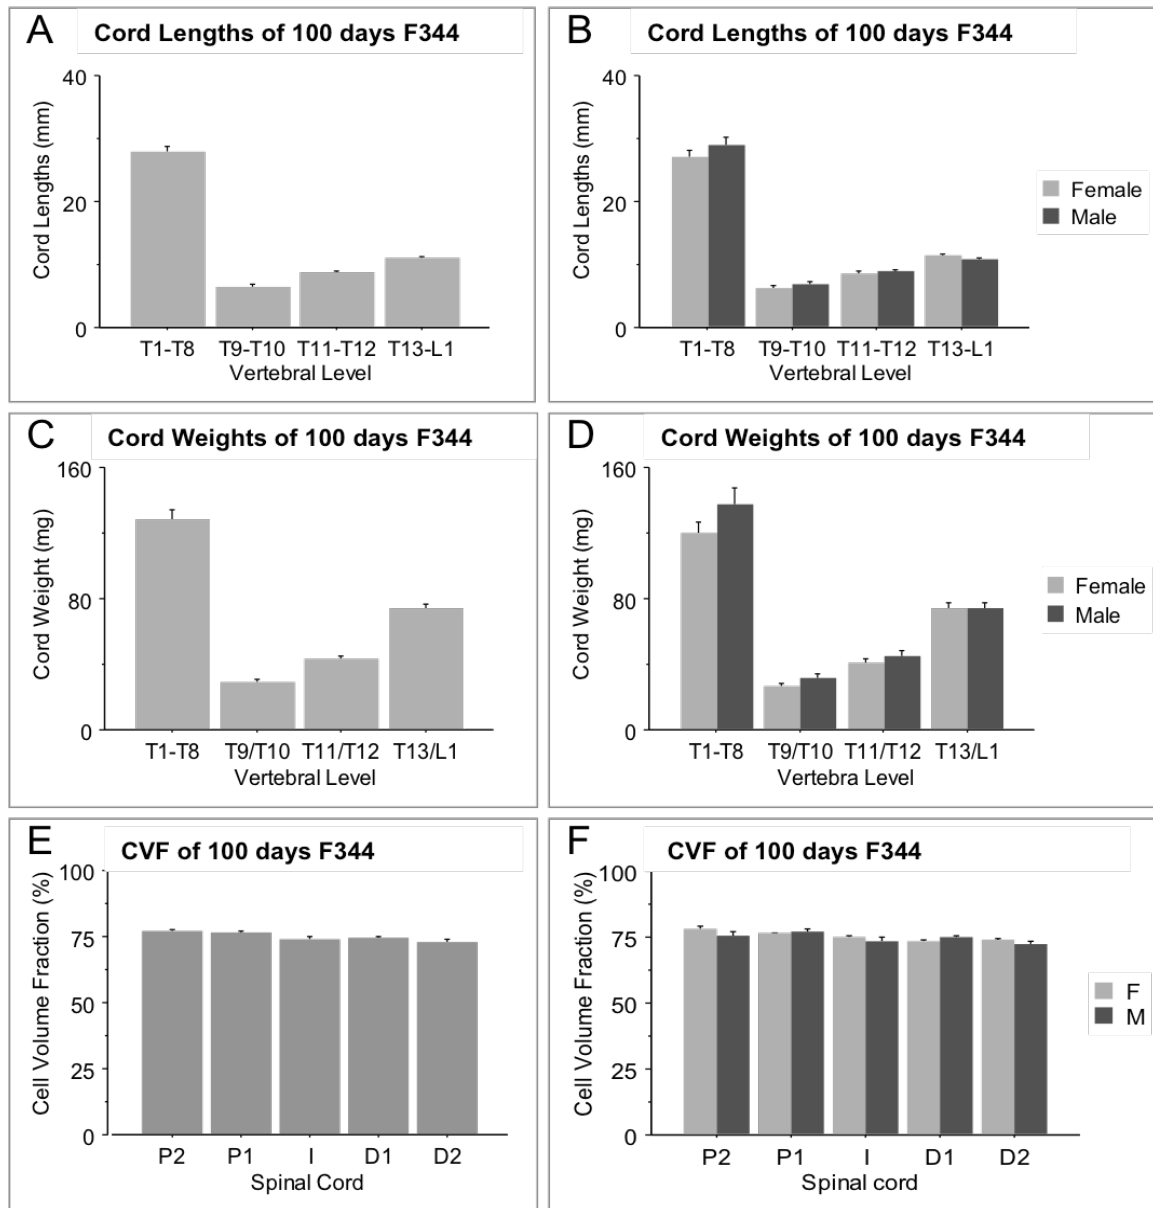 A
Cord Lengths of 100 days F344
Cord Lengths (mm)
40
20
0
T1-T8 T9-T10 T11-T12 T13-L1
Vertebral Level
B
Cord Lengths of 100 days F344
Cord Lengths (mm)
40
20
0
T1-T8 T9-T10 T11-T12 T13-L1
Vertebral Level
Female
Male
C
Cord Weights of 100 days F344
Cord Weight (mg)
160
80
0
T1-T8 T9/T10 T11/T12 T13/L1
Vertebral Level
D
Cord Weights of 100 days F344
Cord Weight (mg)
160
80
0
T1-T8 T9/T10 T11/T12 T13/L1
Vertebra Level
Female
Male
E
CVF of 100 days F344
Cell Volume Fraction (%)
100
75
50
25
0
P2 P1 I D1 D2
Spinal Cord
F
CVF of 100 days F344
Cell Volume Fraction (%)
100
75
50
25
0
P2 P1 I D1 D2
Spinal cord
F
M